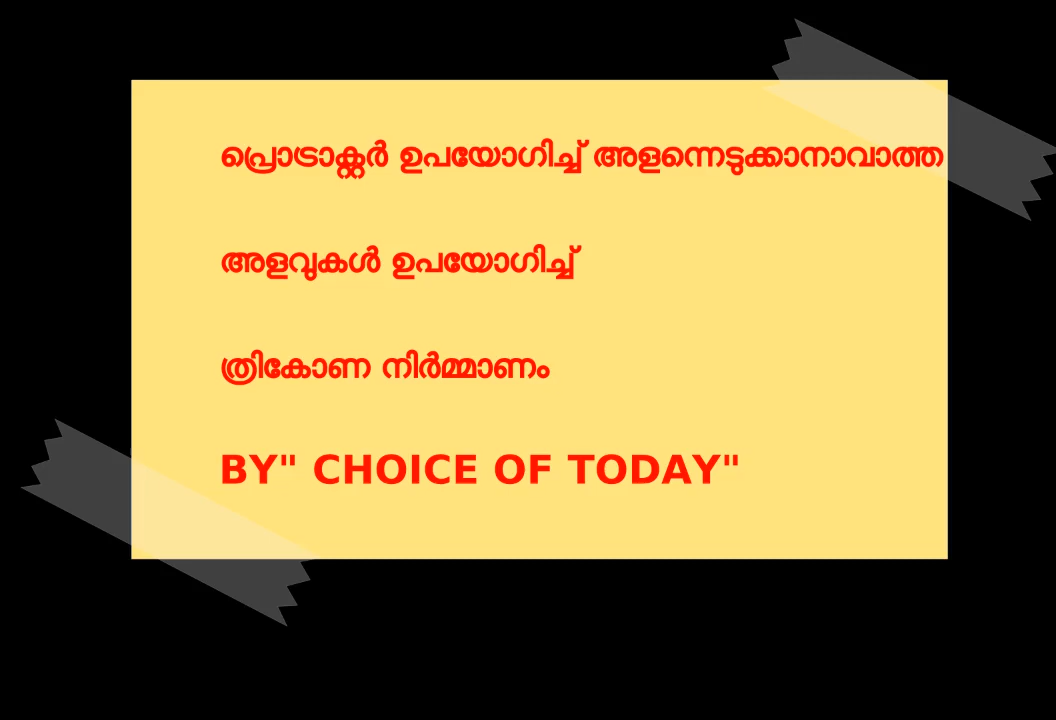 പ്രൊട്രാക്റ്റർ ഉപയോഗിച്ച് അളന്നെടുക്കാനാവാത്ത
അളവുകൾ ഉപയോഗിച്ച്
ത്രികോണ നിർമ്മാണം
BY" CHOICE OF TODAY"